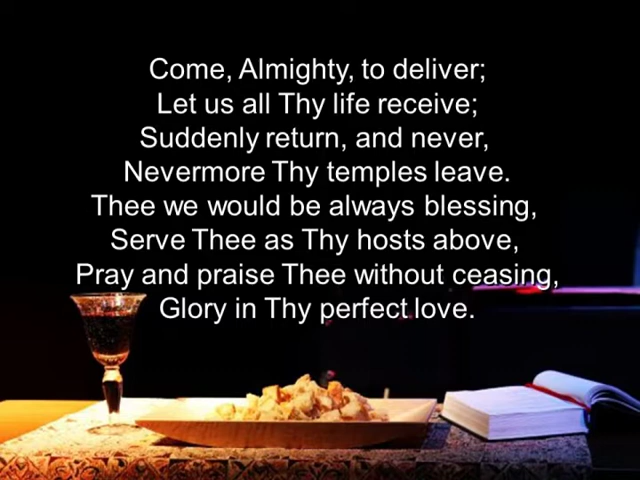 Come, Almighty, to deliver;
Let us all Thy life receive;
Suddenly return, and never,
Nevermore Thy temples leave.
Thee we would be always blessing,
Serve Thee as Thy hosts above,
Pray and praise Thee without ceasing,
Glory in Thy perfect love.